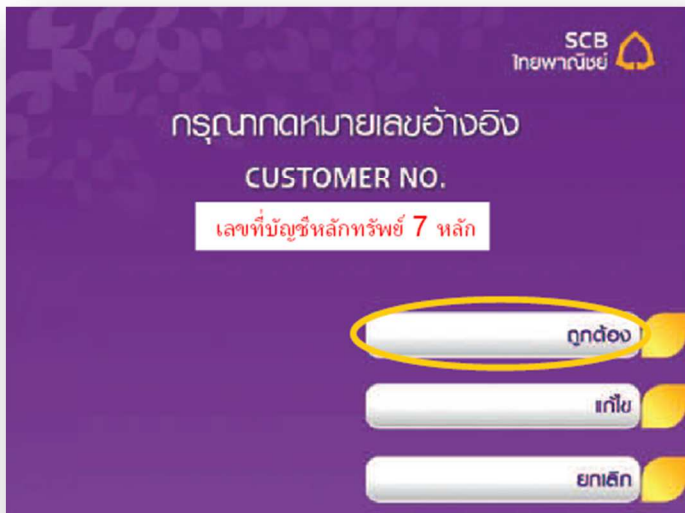 SCB
ไทยพาณิชย์
กรุณากดหมายเลขอ้างอิง
CUSTOMER NO.
เลขที่บัญชีหลักทรัพย์ 7 หลัก
ถูกต้อง
แก้ไข
ยกเลิก